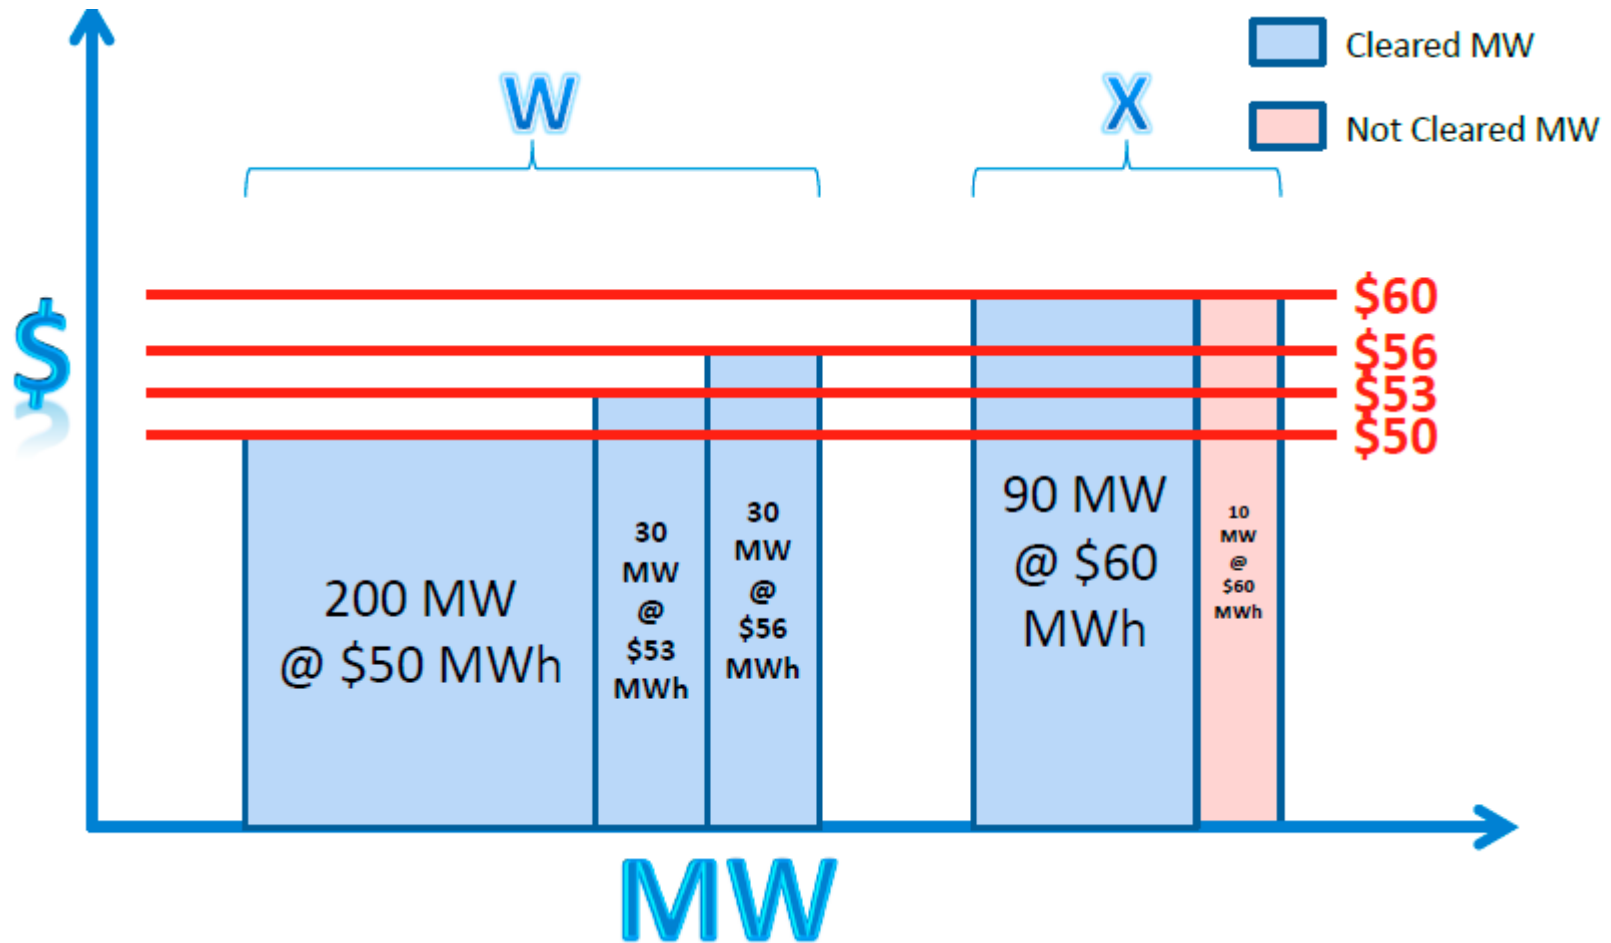 Cleared MW
Not Cleared MW
W
X
$
$60
$56
$53
$50
200 MW
@ $50 MWh
30
MW
@
$53
MWh
30
MW
@
$56
MWh
90 MW
@ $60
MWh
10
MW
@
$60
MWh
MW